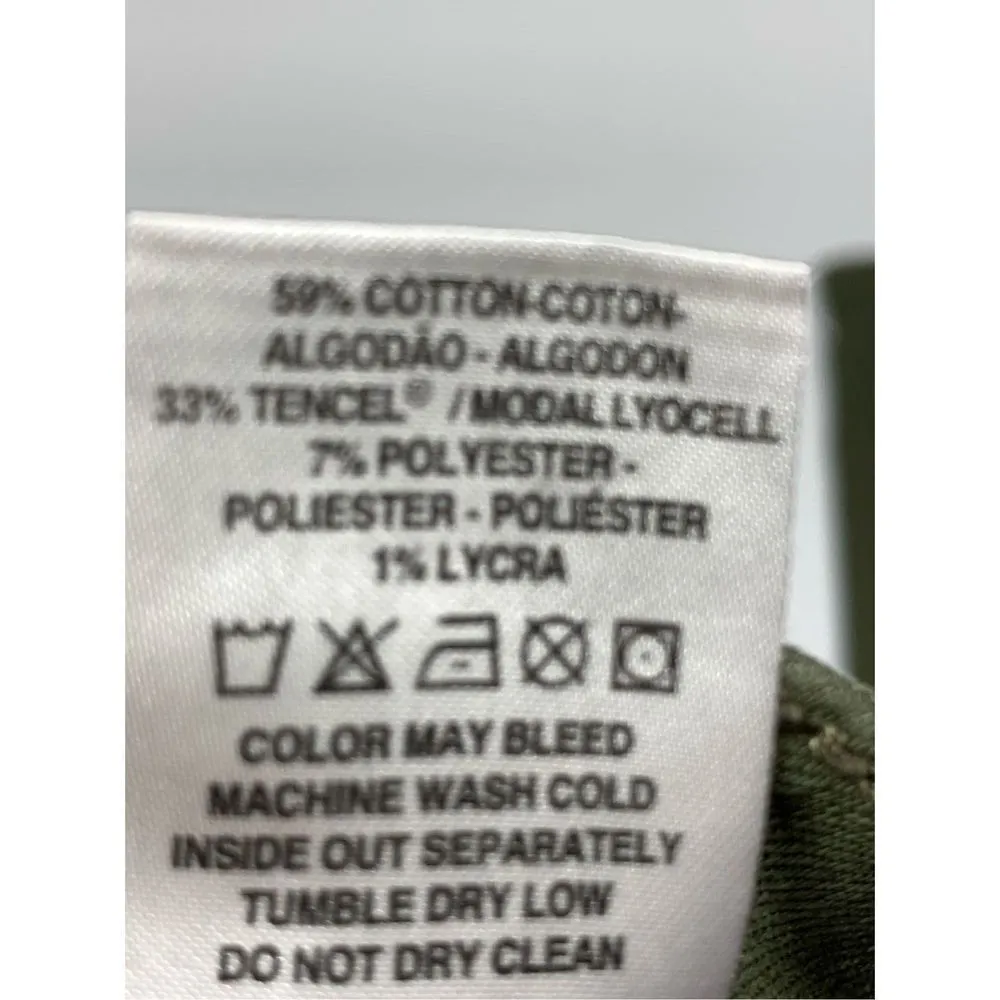 59% COTTON-COTON-
ALGODÃO - ALGODON
33% TENCEL® / MODAL LYOCELL
7% POLYESTER -
POLIESTER - POLIÉSTER
1% LYCRA
COLOR MAY BLEED
MACHINE WASH COLD
INSIDE OUT SEPARATELY
TUMBLE DRY LOW
DO NOT DRY CLEAN